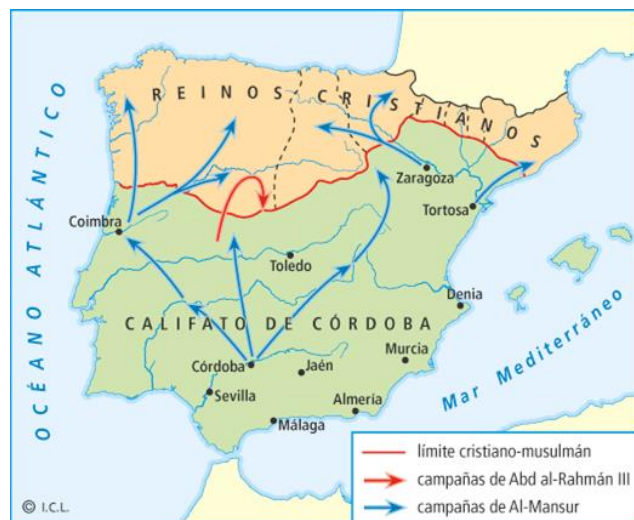 REINOS CRISTIANOS
OCÉANO ATLÁNTICO
Zaragoza
Coimbra
Tortosa
Toledo
Denia
CALIFATO DE CÓRDOBA
Mar Mediterráneo
Murcia
Córdoba
Jaén
Sevilla
Almería
Málaga
límite cristiano-musulmán
campañas de Abd al-Rahmán III
campañas de Al-Mansur
© I.C.L.